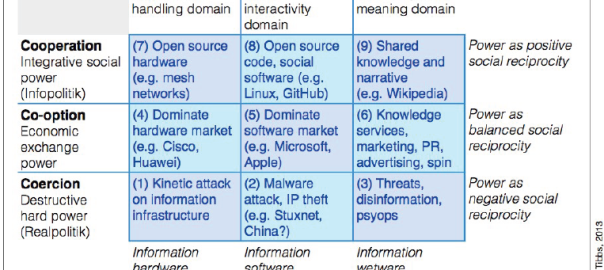 handling domain
interactivity
domain
meaning domain
Cooperation
Integrative social
power
(Infopolitik)
(7) Open source
hardware
(e.g. mesh
networks)
(8) Open source
code, social
software (e.g.
Linux, GitHub)
(9) Shared
knowledge and
narrative
(e.g. Wikipedia)
Power as positive
social reciprocity
Co-option
Economic
exchange
power
(4) Dominate
hardware market
(e.g. Cisco,
Huawei)
(5) Dominate
software market
(e.g. Microsoft,
Apple)
(6) Knowledge
services,
marketing, PR,
advertising, spin
Power as
balanced social
reciprocity
Coercion
Destructive
hard power
(Realpolitik)
(1) Kinetic attack
on information
infrastructure
(2) Malware
attack, IP theft
(e.g. Stuxnet,
China?)
(3) Threats,
disinformation,
psyops
Power as
negative social
reciprocity
Information
hardware
Information
software
Information
wetware
Tibbs, 2013